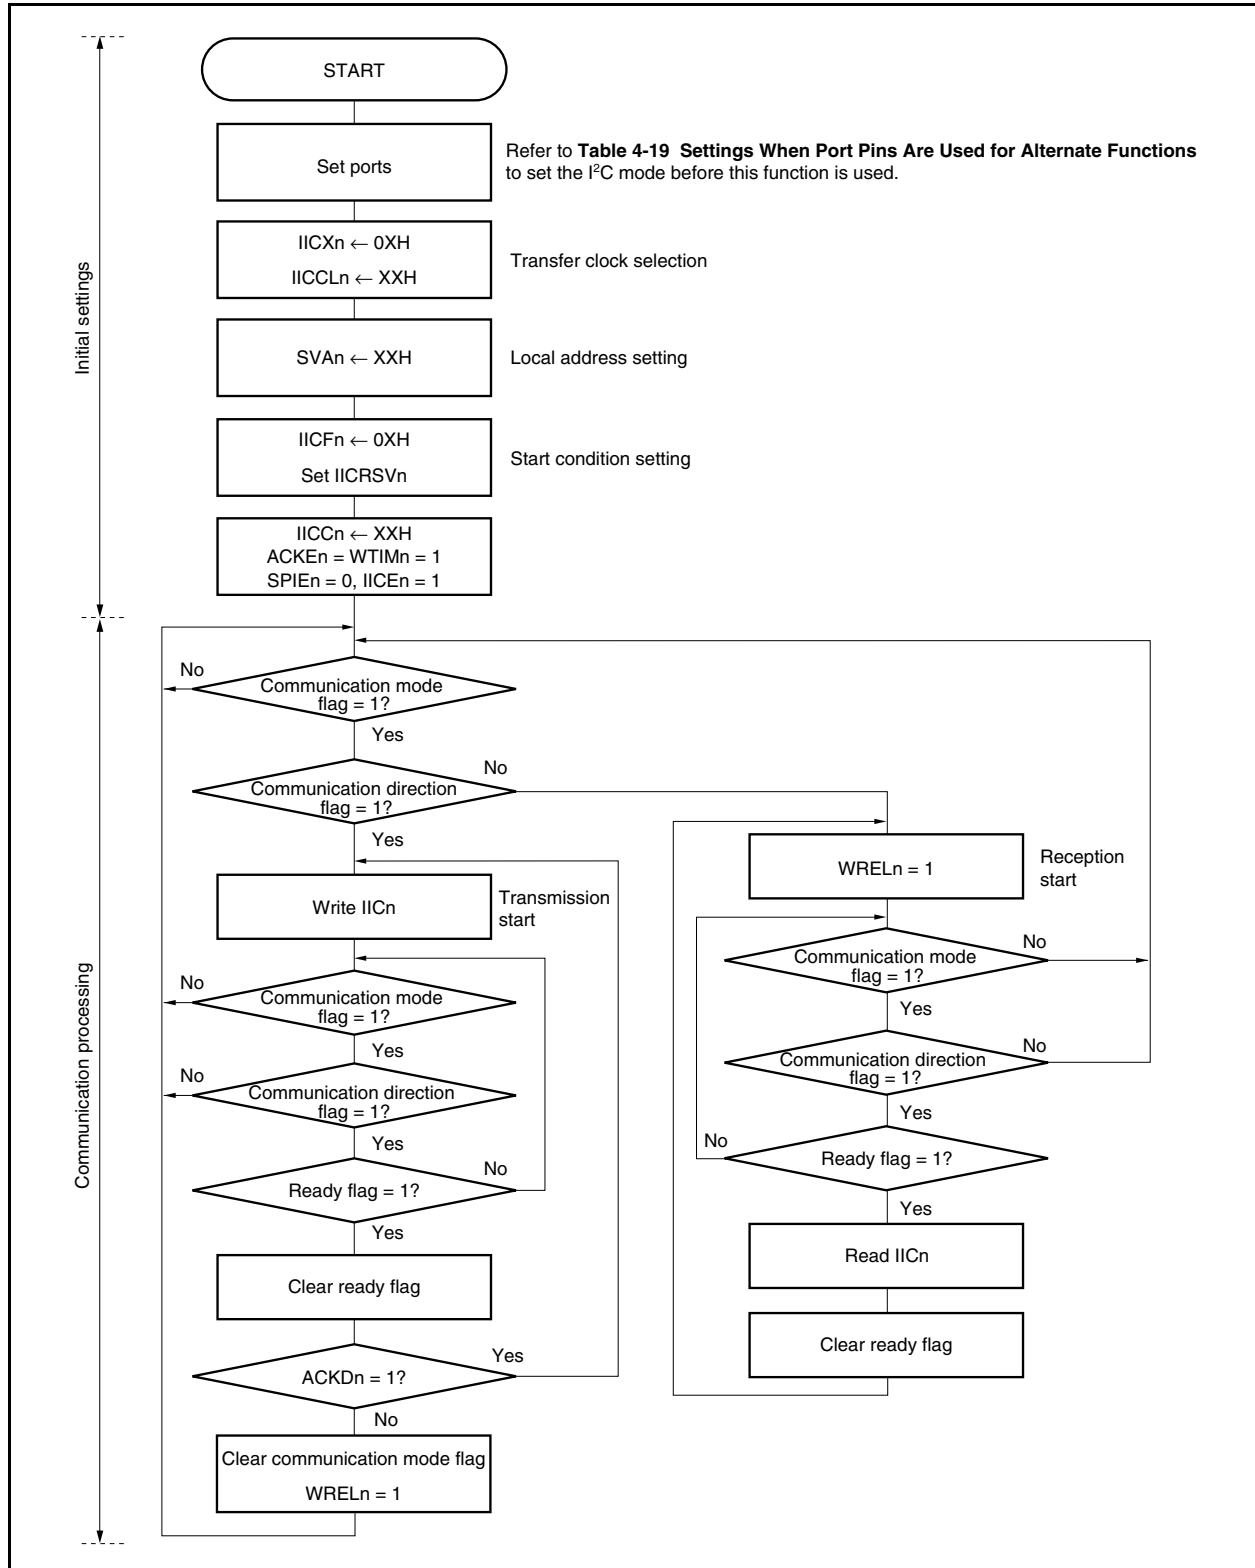 START
Set ports
Refer to Table 4-19 Settings When Port Pins Are Used for Alternate Functions
to set the I²C mode before this function is used.
IICXn ← 0XH
IICCLn ← XXH
Transfer clock selection
SVAn ← XXH
Local address setting
IICFn ← 0XH
Set IICRSVn
Start condition setting
IICCn ← XXH
ACKEn = WTIMn = 1
SPIEn = 0, IICEn = 1
Initial settings
No
Communication mode
flag = 1?
Yes
Communication direction
flag = 1?
No
Yes
Write IICn
Transmission
start
No
Communication mode
flag = 1?
Yes
No
Communication direction
flag = 1?
Yes
Ready flag = 1?
No
Yes
Clear ready flag
ACKDn = 1?
Yes
No
Clear communication mode flag
WRELn = 1
WRELn = 1
Reception
start
Communication mode
flag = 1?
No
Yes
Communication direction
flag = 1?
No
Yes
No
Ready flag = 1?
Yes
Read IICn
Clear ready flag
Communication processing